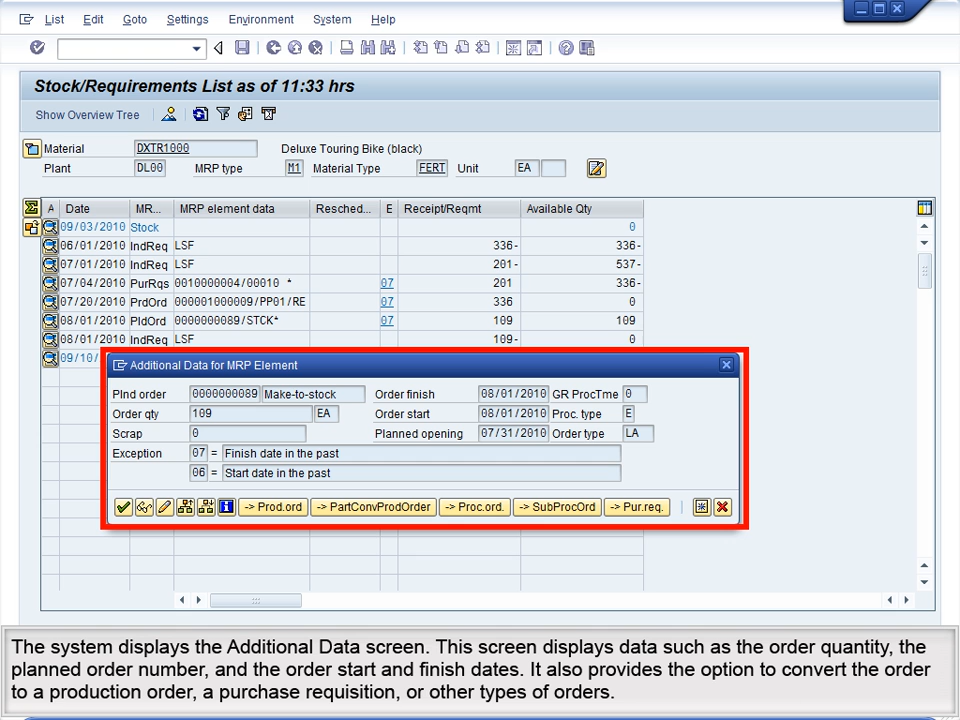 List Edit Goto Settings Environment System Help
Stock/Requirements List as of 11:33 hrs
Show Overview Tree
Material DXTR1000 Deluxe Touring Bike (black)
Plant DL00 MRP type M1 Material Type FERT Unit EA
A Date MR... MRP element data Resched... E Receipt/Reqmt Available Qty
09/03/2010 Stock 0
06/01/2010 IndReq LSF 336- 336-
07/01/2010 IndReq LSF 201- 537-
07/04/2010 PurRqs 0010000004/00010 * 07 201 336-
07/20/2010 PrdOrd 000001000009/PP01/RE 07 336 0
08/01/2010 PldOrd 0000000089/STCK* 07 109 109
08/01/2010 IndReq LSF 109- 0
09/10/
Additional Data for MRP Element
Plnd order 0000000089 Make-to-stock Order finish 08/01/2010 GR ProcTme 0
Order qty 109 EA Order start 08/01/2010 Proc. type E
Scrap 0 Planned opening 07/31/2010 Order type LA
Exception 07 = Finish date in the past
06 = Start date in the past
-> Prod.ord -> PartConvProdOrder -> Proc.ord. -> SubProcOrd -> Pur.req.
The system displays the Additional Data screen. This screen displays data such as the order quantity, the
planned order number, and the order start and finish dates. It also provides the option to convert the order
to a production order, a purchase requisition, or other types of orders.